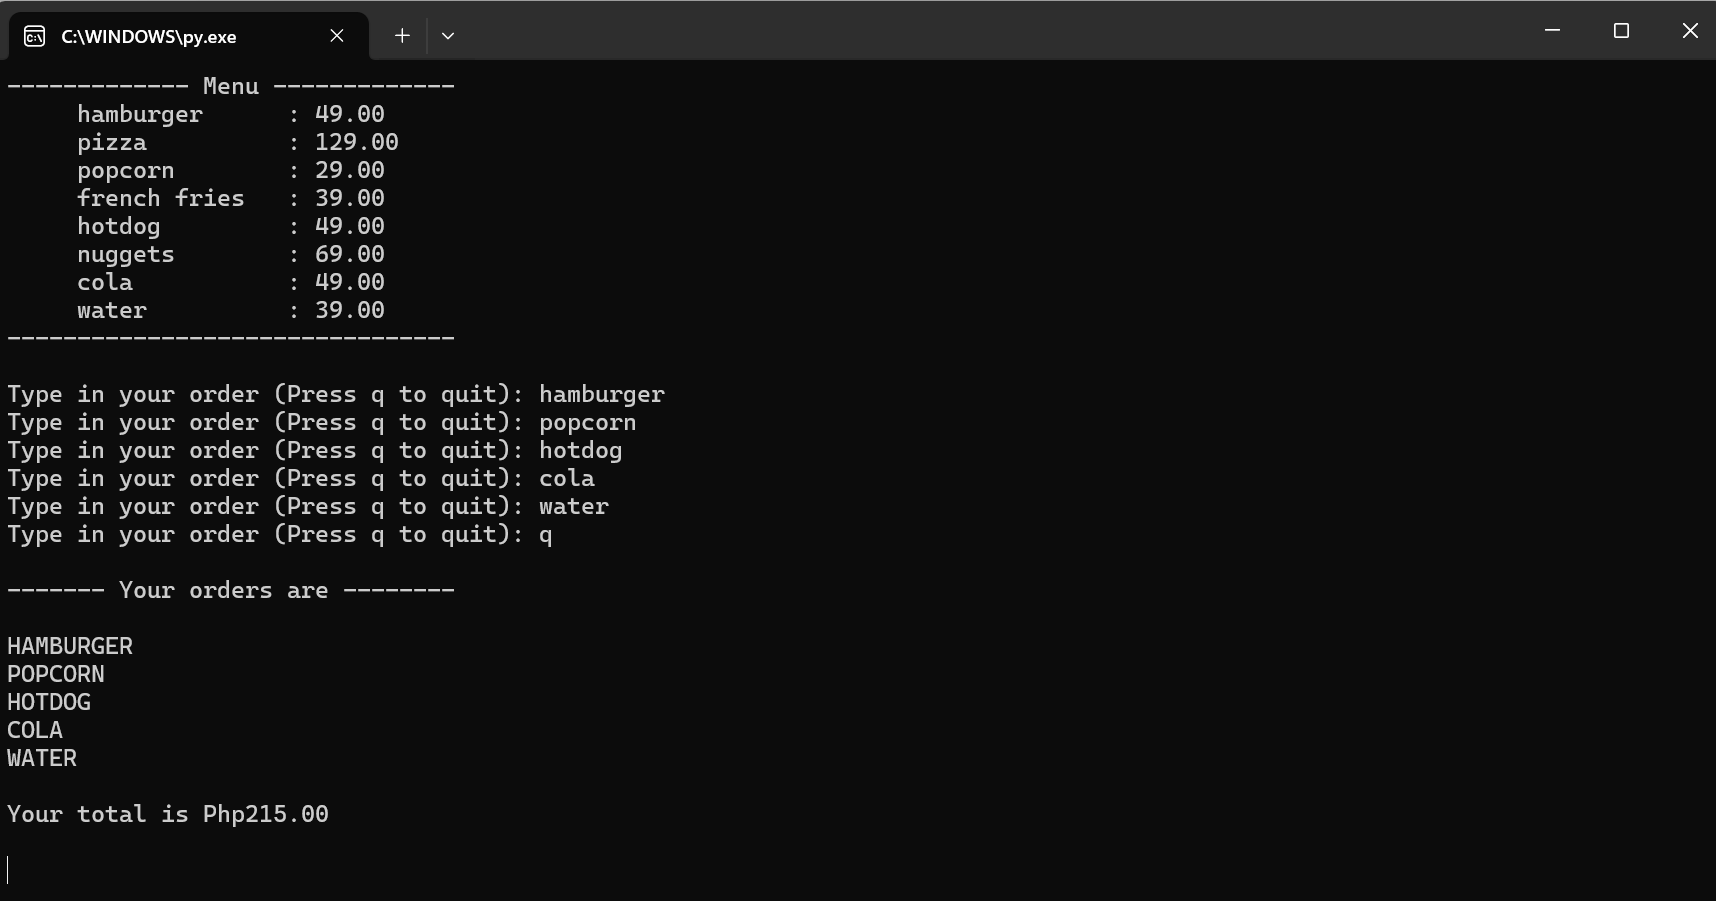 C:\WINDOWS\py.exe
------------- Menu -------------
     hamburger      : 49.00
     pizza          : 129.00
     popcorn        : 29.00
     french fries   : 39.00
     hotdog         : 49.00
     nuggets        : 69.00
     cola           : 49.00
     water          : 39.00
--------------------------------
Type in your order (Press q to quit): hamburger
Type in your order (Press q to quit): popcorn
Type in your order (Press q to quit): hotdog
Type in your order (Press q to quit): cola
Type in your order (Press q to quit): water
Type in your order (Press q to quit): q
------- Your orders are --------
HAMBURGER
POPCORN
HOTDOG
COLA
WATER
Your total is Php215.00